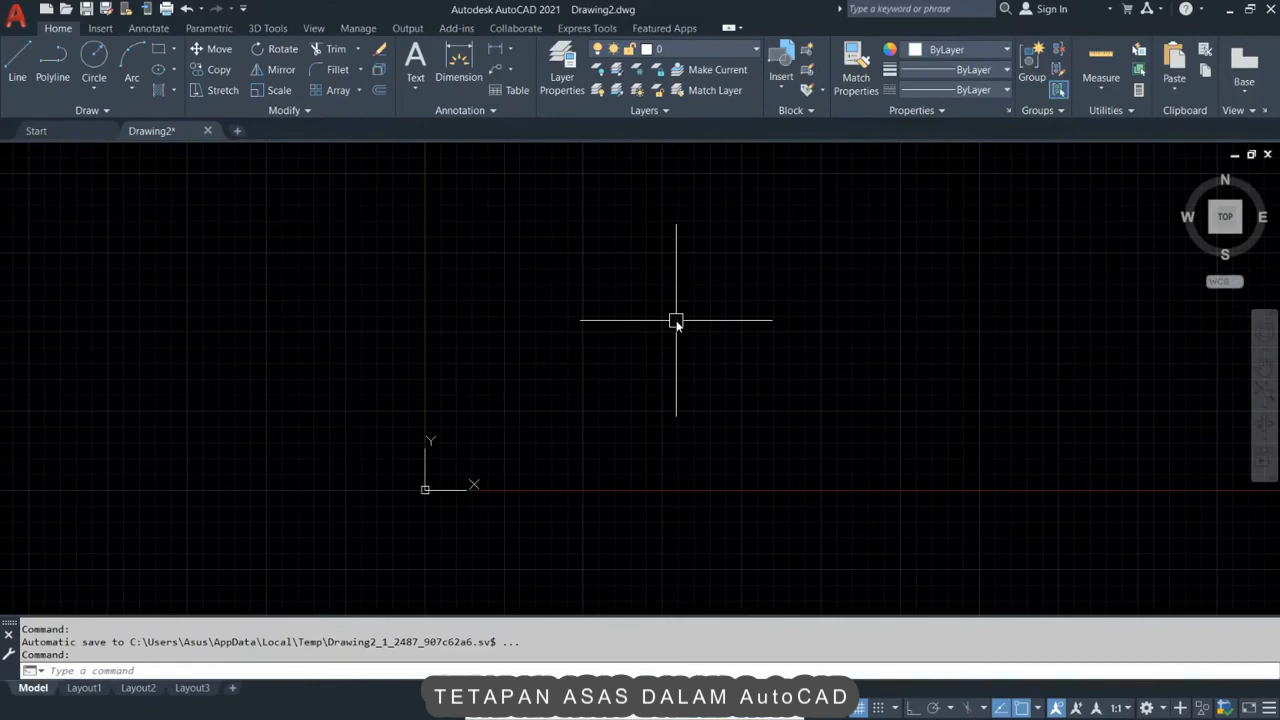 Autodesk AutoCAD 2021 Drawing2.dwg
Type a keyword or phrase
Sign In
Home Insert Annotate Parametric 3D Tools View Manage Output Add-ins Collaborate Express Tools Featured Apps
Line Polyline Circle Arc
Move Rotate Trim
Copy Mirror Fillet
Stretch Scale Array
Text Dimension Table
Layer Properties
0
Make Current
Match Layer
Insert
Match Properties
ByLayer
ByLayer
ByLayer
Group
Measure
Paste
Base
Draw Modify Annotation Layers Block Properties Groups Utilities Clipboard View
Start Drawing2*
N
W TOP E
S
WCS
Y
X
Command:
Automatic save to C:\Users\Asus\AppData\Local\Temp\Drawing2_1_2487_907c62a6.sv$ ...
Command:
Type a command
Model Layout1 Layout2 Layout3
1:1
TETAPAN ASAS DALAM AutoCAD